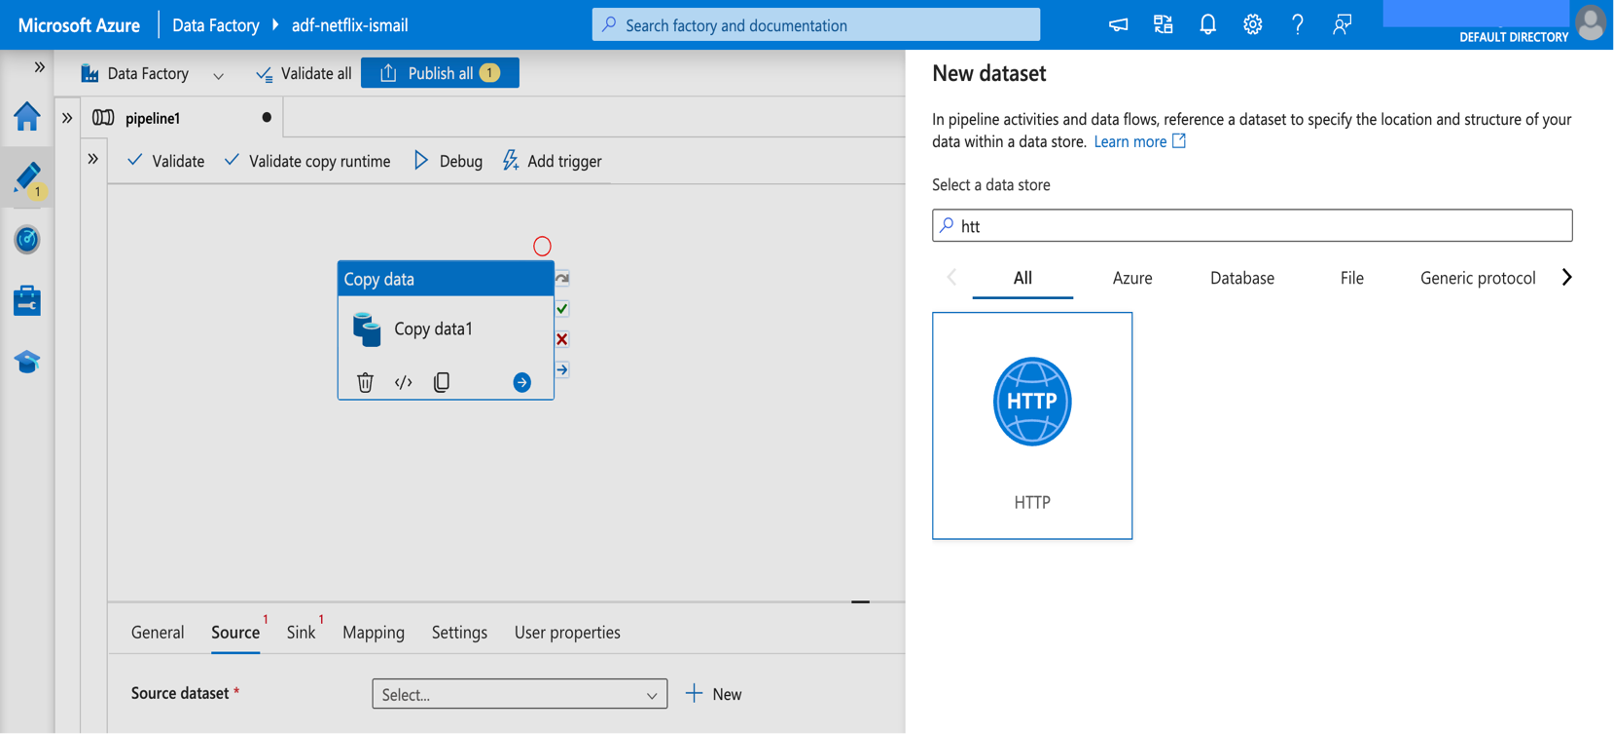 Microsoft Azure
Data Factory
adf-netflix-ismail
Search factory and documentation
DEFAULT DIRECTORY
Data Factory
Validate all
Publish all
1
pipeline1
1
Validate
Validate copy runtime
Debug
Add trigger
Copy data
Copy data1
General
Source 1
Sink 1
Mapping
Settings
User properties
Source dataset *
Select...
New
New dataset
In pipeline activities and data flows, reference a dataset to specify the location and structure of your
data within a data store. Learn more
Select a data store
htt
All
Azure
Database
File
Generic protocol
HTTP
HTTP